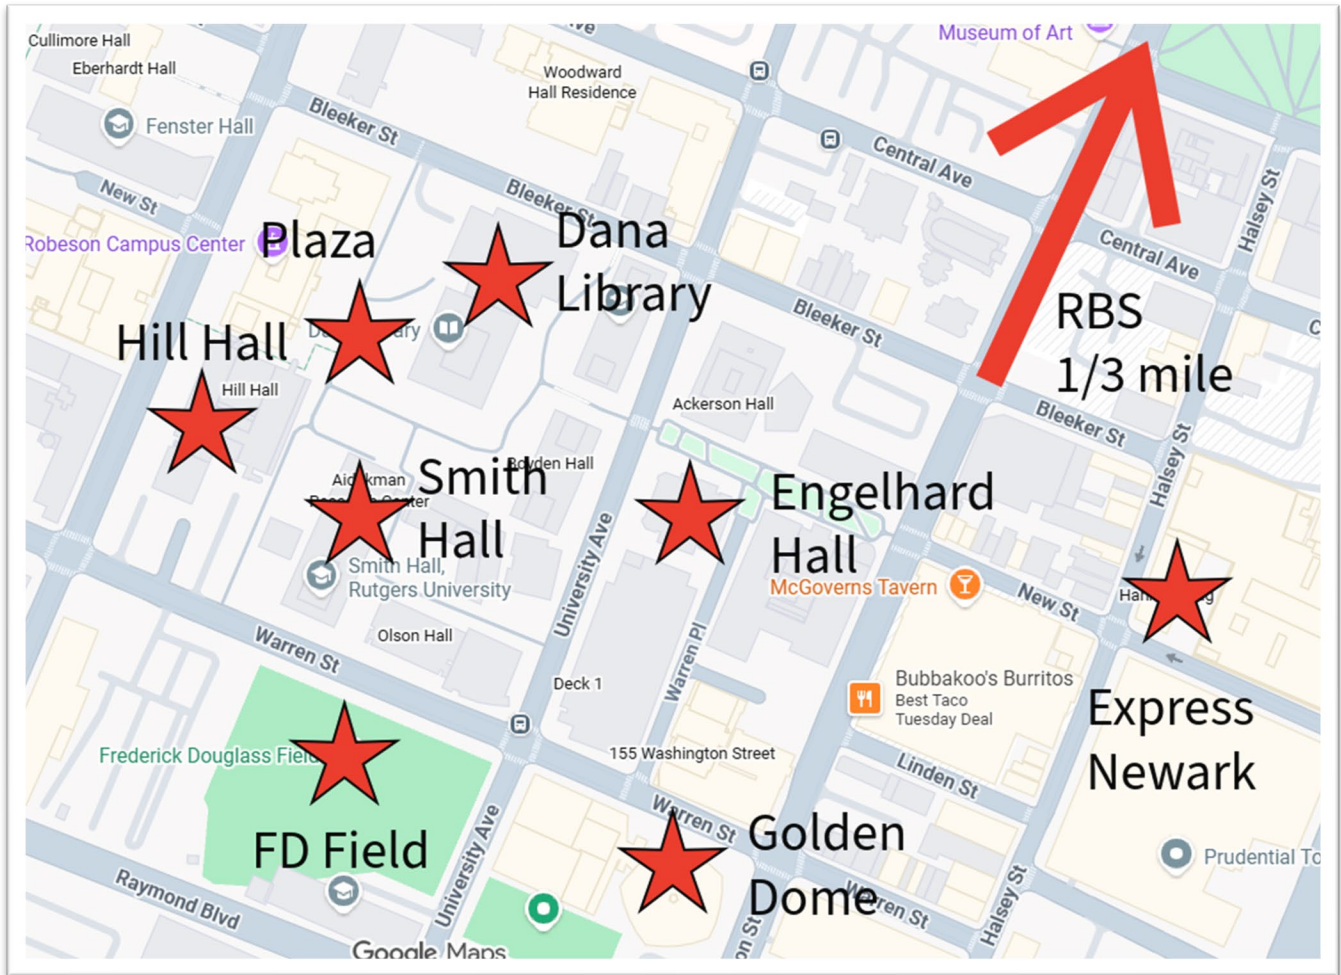 Cullimore Hall
Eberhardt Hall
Fenster Hall
New St
Robeson Campus Center
Plaza
Bleeker St
Woodward
Hall Residence
Museum of Art
Central Ave
Halsey St
Central Ave
Bleeker St
Dana
Library
Bleeker St
RBS
1/3 mile
Bleeker St
Halsey St
Hill Hall
Hill Hall
Ackerson Hall
Boyden Hall
Smith
Hall
Smith Hall,
Rutgers University
Olson Hall
University Ave
Engelhard
Hall
McGoverns Tavern
New St
Express
Newark
Warren St
Deck 1
Warren Pl
155 Washington Street
Bubbakoo's Burritos
Best Taco
Tuesday Deal
Linden St
Frederick Douglass Field
FD Field
Warren St
Golden
Dome
Warren St
Halsey St
University Ave
Raymond Blvd
Google Maps